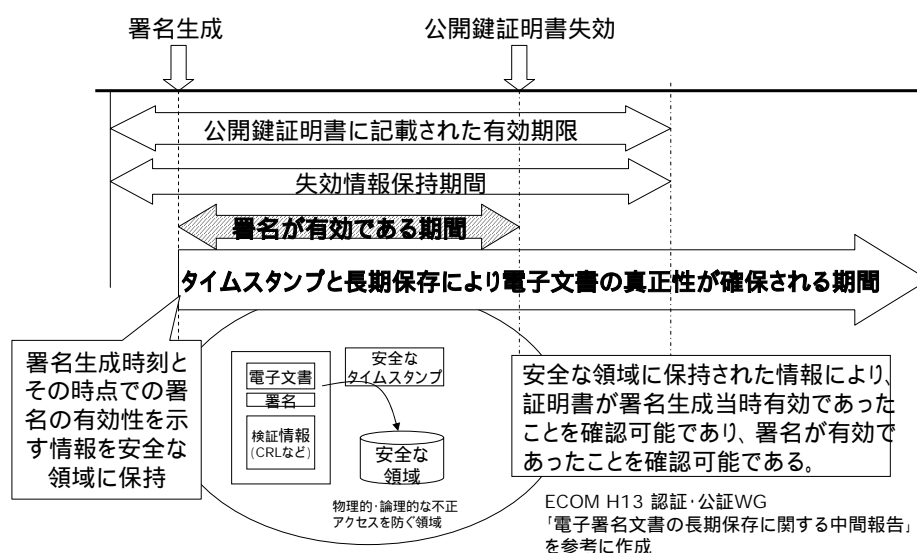 署名生成
公開鍵証明書失効
公開鍵証明書に記載された有効期限
失効情報保持期間
署名が有効である期間
タイムスタンプと長期保存により電子文書の真正性が確保される期間
署名生成時刻と
その時点での署
名の有効性を示
す情報を安全な
領域に保持
電子文書
署名
検証情報
(CRLなど)
安全な
タイムスタンプ
安全な
領域
物理的・論理的な不正
アクセスを防ぐ領域
安全な領域に保持された情報により、
証明書が署名生成当時有効であった
ことを確認可能であり、署名が有効で
あったことを確認可能である。
ECOM H13 認証・公証WG
「電子署名文書の長期保存に関する中間報告」
を参考に作成